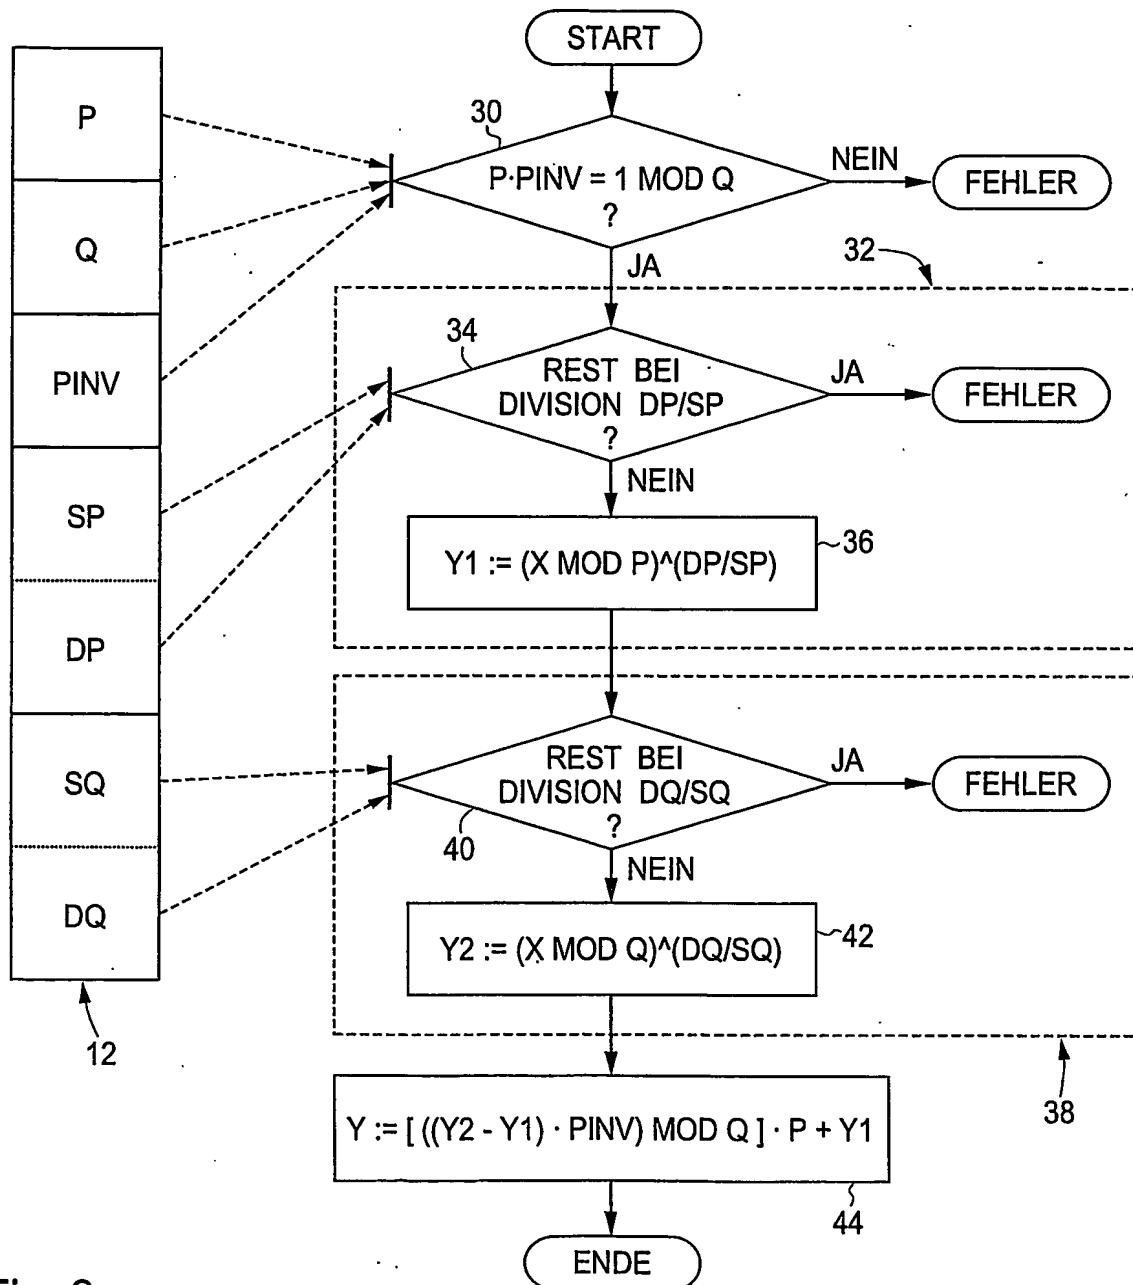 START
P
30
P·PINV = 1 MOD Q
?
NEIN
FEHLER
Q
JA
32
PINV
34
REST BEI
DIVISION DP/SP
?
JA
FEHLER
NEIN
SP
Y1 := (X MOD P)^(DP/SP)
36
DP
SQ
REST BEI
DIVISION DQ/SQ
?
JA
FEHLER
40
NEIN
DQ
Y2 := (X MOD Q)^(DQ/SQ)
42
12
38
Y := [ ((Y2 - Y1) · PINV) MOD Q ] · P + Y1
44
ENDE